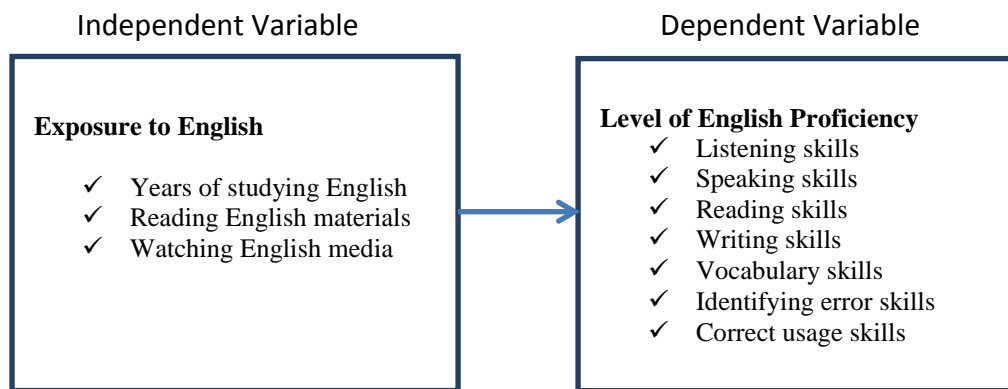 Independent Variable
Dependent Variable
Exposure to English
✓ Years of studying English
✓ Reading English materials
✓ Watching English media
Level of English Proficiency
✓ Listening skills
✓ Speaking skills
✓ Reading skills
✓ Writing skills
✓ Vocabulary skills
✓ Identifying error skills
✓ Correct usage skills